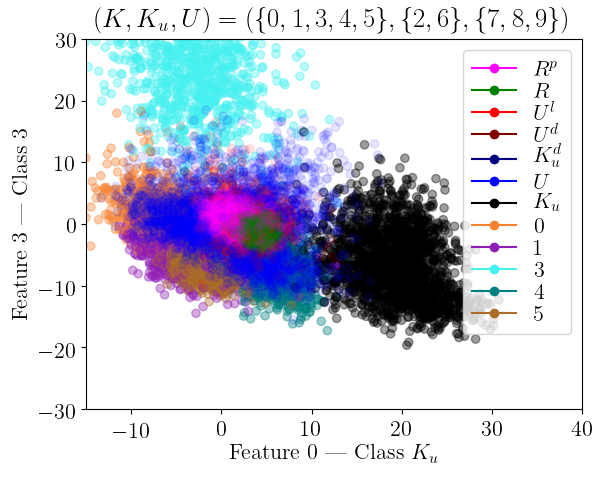 (K, K_u, U) = ({0, 1, 3, 4, 5}, {2, 6}, {7, 8, 9})
30
20
10
0
−10
−20
−30
Feature 3 — Class 3
R^p
R
U^l
U^d
K_u^d
U
K_u
0
1
3
4
5
−10
0
10
20
30
40
Feature 0 — Class K_u